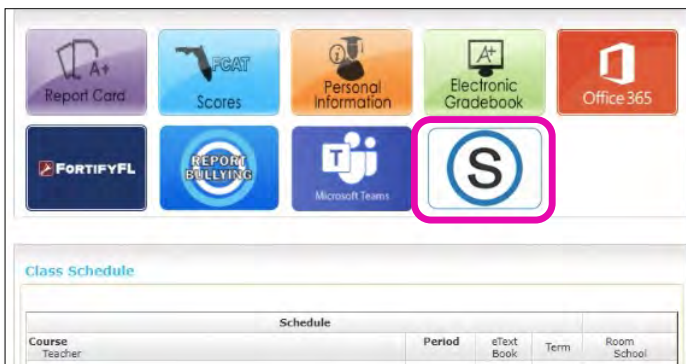 A+
Report Card
FCAT
Scores
Personal
Information
A+
Electronic
Gradebook
Office 365
FORTIFYFL
REPORT
BULLYING
T
Microsoft Teams
S
Class Schedule
Schedule
Course
Teacher
Period
eText
Book
Term
Room
School